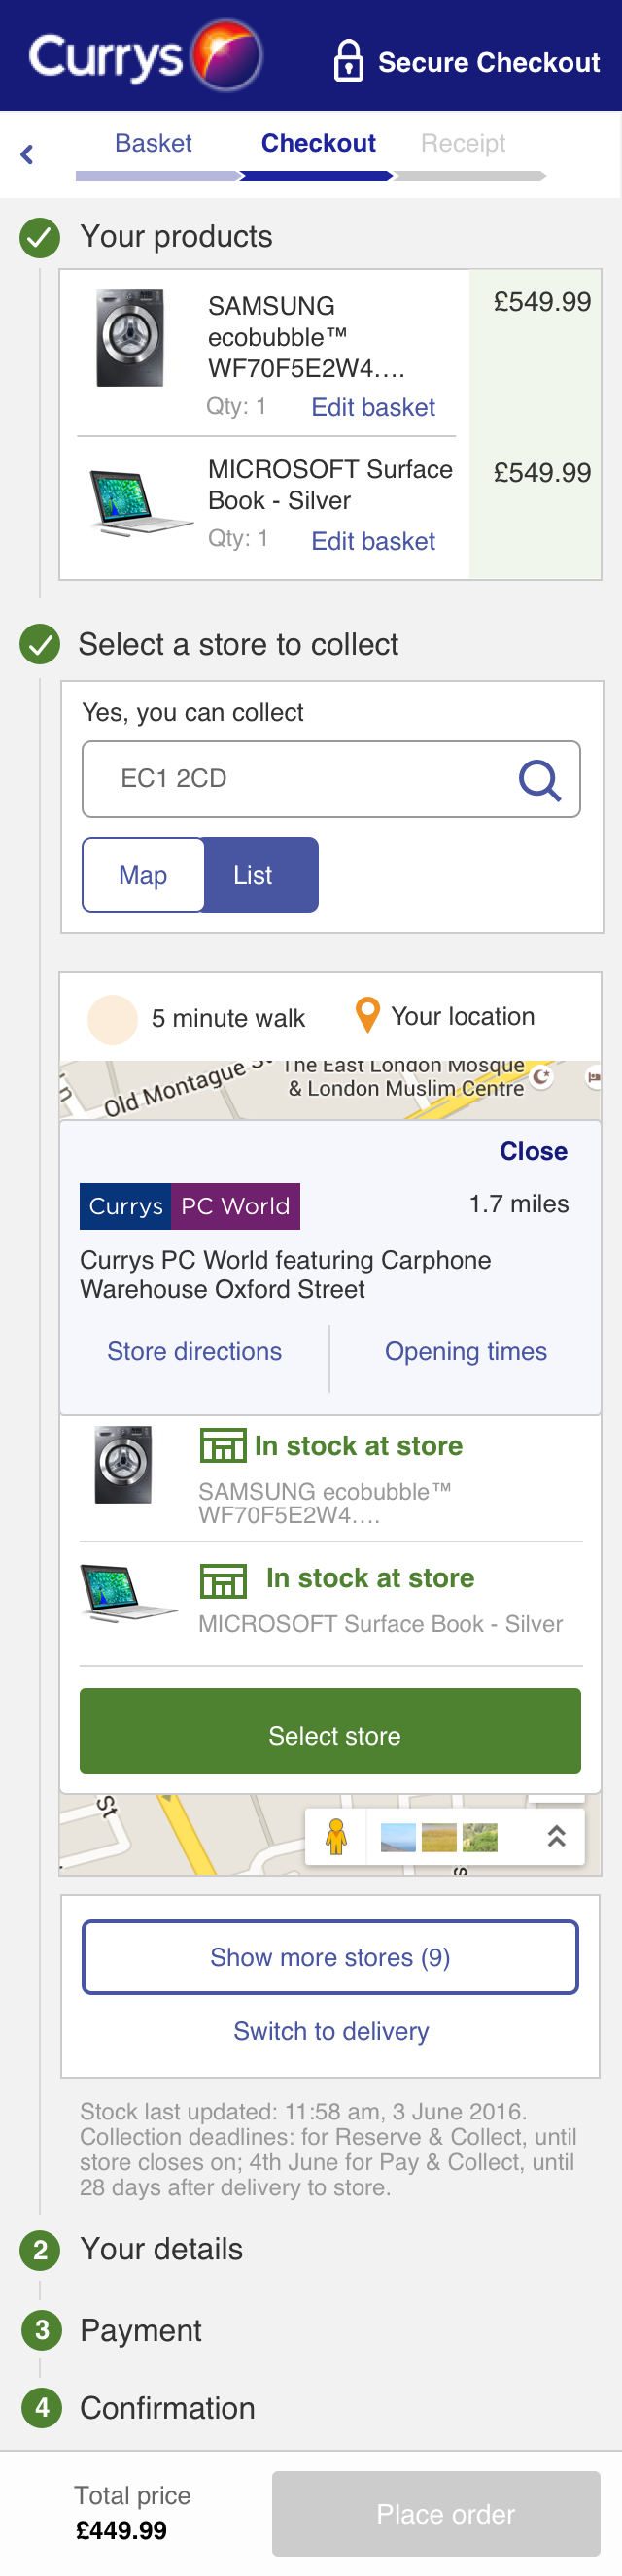 Currys
Secure Checkout
Basket
Checkout
Receipt
Your products
SAMSUNG
ecobubble™
WF70F5E2W4....
£549.99
Qty: 1
Edit basket
MICROSOFT Surface
Book - Silver
£549.99
Qty: 1
Edit basket
Select a store to collect
Yes, you can collect
EC1 2CD
Map
List
5 minute walk
Your location
Old Montague St
The East London Mosque
& London Muslim Centre
Close
Currys PC World
1.7 miles
Currys PC World featuring Carphone
Warehouse Oxford Street
Store directions
Opening times
In stock at store
SAMSUNG ecobubble™
WF70F5E2W4....
In stock at store
MICROSOFT Surface Book - Silver
Select store
St
Show more stores (9)
Switch to delivery
Stock last updated: 11:58 am, 3 June 2016.
Collection deadlines: for Reserve & Collect, until
store closes on; 4th June for Pay & Collect, until
28 days after delivery to store.
2 Your details
3 Payment
4 Confirmation
Total price
£449.99
Place order